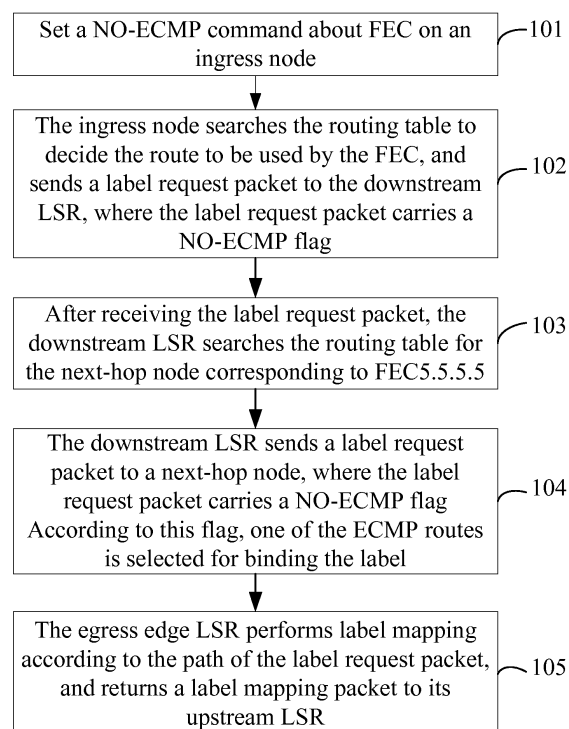 Set a NO-ECMP command about FEC on an
ingress node
101
The ingress node searches the routing table to
decide the route to be used by the FEC, and
sends a label request packet to the downstream
LSR, where the label request packet carries a
NO-ECMP flag
102
After receiving the label request packet, the
downstream LSR searches the routing table for
the next-hop node corresponding to FEC5.5.5.5
103
The downstream LSR sends a label request
packet to a next-hop node, where the label
request packet carries a NO-ECMP flag
According to this flag, one of the ECMP routes
is selected for binding the label
104
The egress edge LSR performs label mapping
according to the path of the label request packet,
and returns a label mapping packet to its
upstream LSR
105